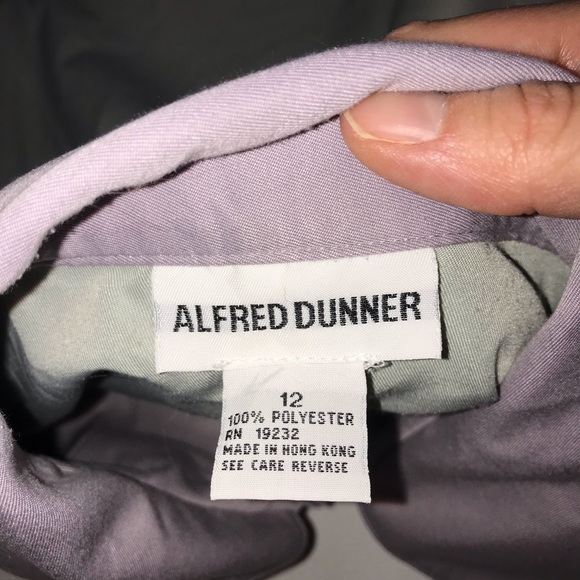 ALFRED DUNNER
12
100% POLYESTER
RN 19232
MADE IN HONG KONG
SEE CARE REVERSE